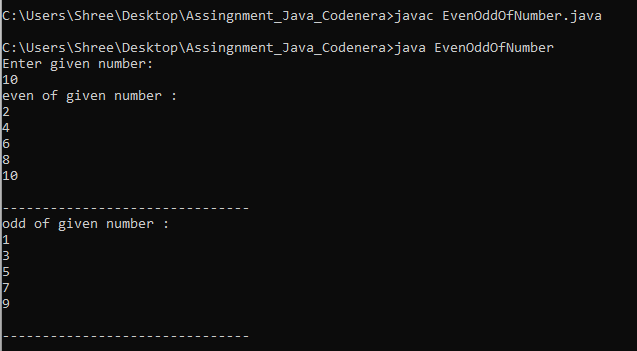 C:\Users\Shree\Desktop\Assingnment_Java_Codenera>javac EvenOddOfNumber.java
C:\Users\Shree\Desktop\Assingnment_Java_Codenera>java EvenOddOfNumber
Enter given number:
10
even of given number :
2
4
6
8
10
-------------------------------
odd of given number :
1
3
5
7
9
-------------------------------